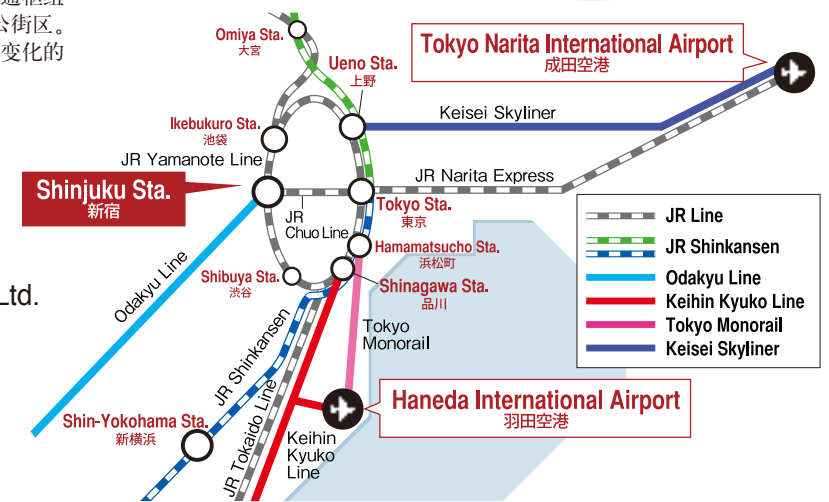 通枢纽
公街区。
变化的
Ltd.
Omiya Sta.
大宮
Ueno Sta.
上野
Tokyo Narita International Airport
成田空港
Keisei Skyliner
Ikebukuro Sta.
池袋
JR Yamanote Line
JR Narita Express
Shinjuku Sta.
新宿
JR
Chuo Line
Tokyo Sta.
東京
Hamamatsucho Sta.
浜松町
Shibuya Sta.
渋谷
Shinagawa Sta.
品川
Odakyu Line
JR Shinkansen
Tokyo
Monorail
Shin-Yokohama Sta.
新横浜
JR Tokaido Line
Keihin
Kyuko
Line
Haneda International Airport
羽田空港
JR Line
JR Shinkansen
Odakyu Line
Keihin Kyuko Line
Tokyo Monorail
Keisei Skyliner